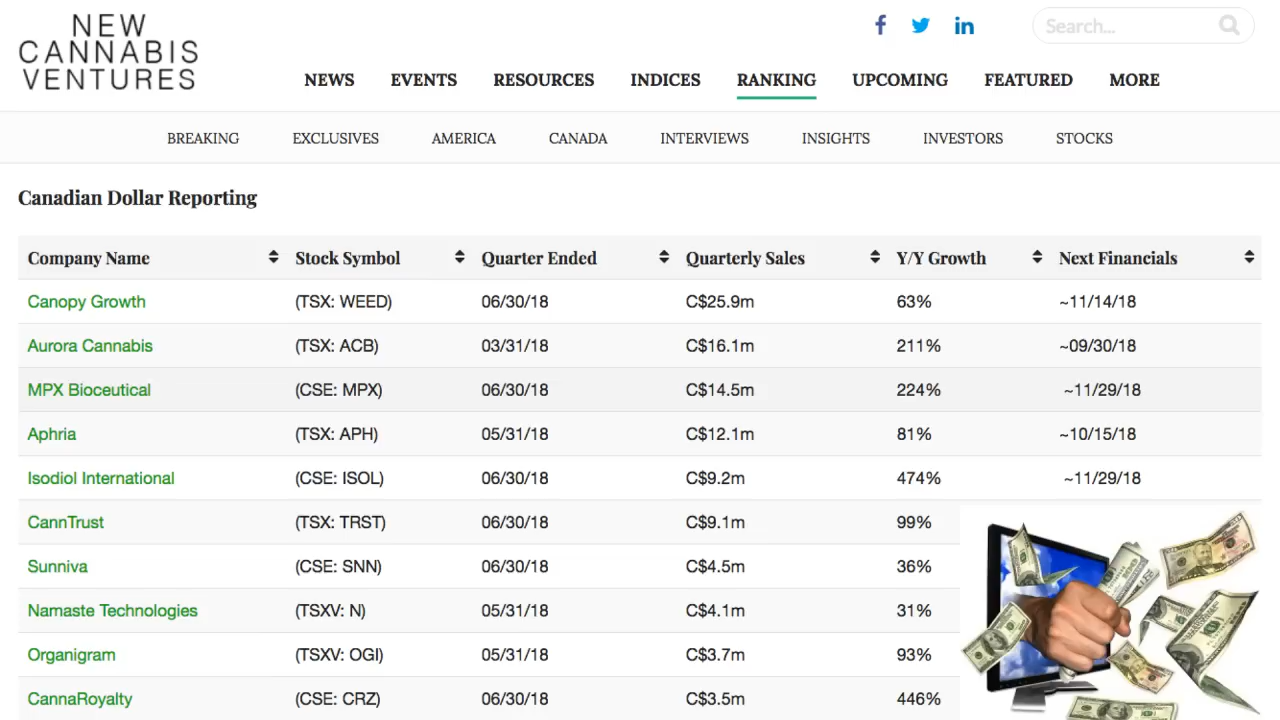 NEW
CANNABIS
VENTURES
Search...
NEWS EVENTS RESOURCES INDICES RANKING UPCOMING FEATURED MORE
BREAKING EXCLUSIVES AMERICA CANADA INTERVIEWS INSIGHTS INVESTORS STOCKS
Canadian Dollar Reporting
Company Name Stock Symbol Quarter Ended Quarterly Sales Y/Y Growth Next Financials
Canopy Growth (TSX: WEED) 06/30/18 C$25.9m 63% ~11/14/18
Aurora Cannabis (TSX: ACB) 03/31/18 C$16.1m 211% ~09/30/18
MPX Bioceutical (CSE: MPX) 06/30/18 C$14.5m 224% ~11/29/18
Aphria (TSX: APH) 05/31/18 C$12.1m 81% ~10/15/18
Isodiol International (CSE: ISOL) 06/30/18 C$9.2m 474% ~11/29/18
CannTrust (TSX: TRST) 06/30/18 C$9.1m 99%
Sunniva (CSE: SNN) 06/30/18 C$4.5m 36%
Namaste Technologies (TSXV: N) 05/31/18 C$4.1m 31%
Organigram (TSXV: OGI) 05/31/18 C$3.7m 93%
CannaRoyalty (CSE: CRZ) 06/30/18 C$3.5m 446%